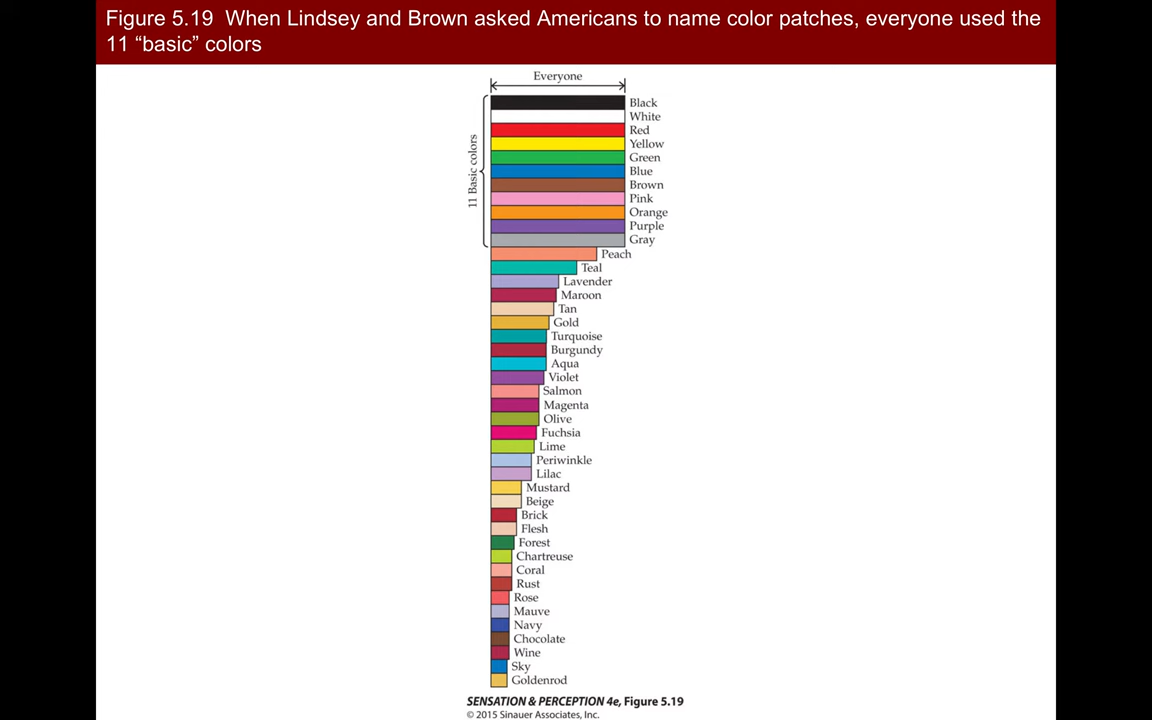 Figure 5.19 When Lindsey and Brown asked Americans to name color patches, everyone used the
11 “basic” colors
Everyone
11 Basic colors
Black
White
Red
Yellow
Green
Blue
Brown
Pink
Orange
Purple
Gray
Peach
Teal
Lavender
Maroon
Tan
Gold
Turquoise
Burgundy
Aqua
Violet
Salmon
Magenta
Olive
Fuchsia
Lime
Periwinkle
Lilac
Mustard
Beige
Brick
Flesh
Forest
Chartreuse
Coral
Rust
Rose
Mauve
Navy
Chocolate
Wine
Sky
Goldenrod
SENSATION & PERCEPTION 4e, Figure 5.19
© 2015 Sinauer Associates, Inc.